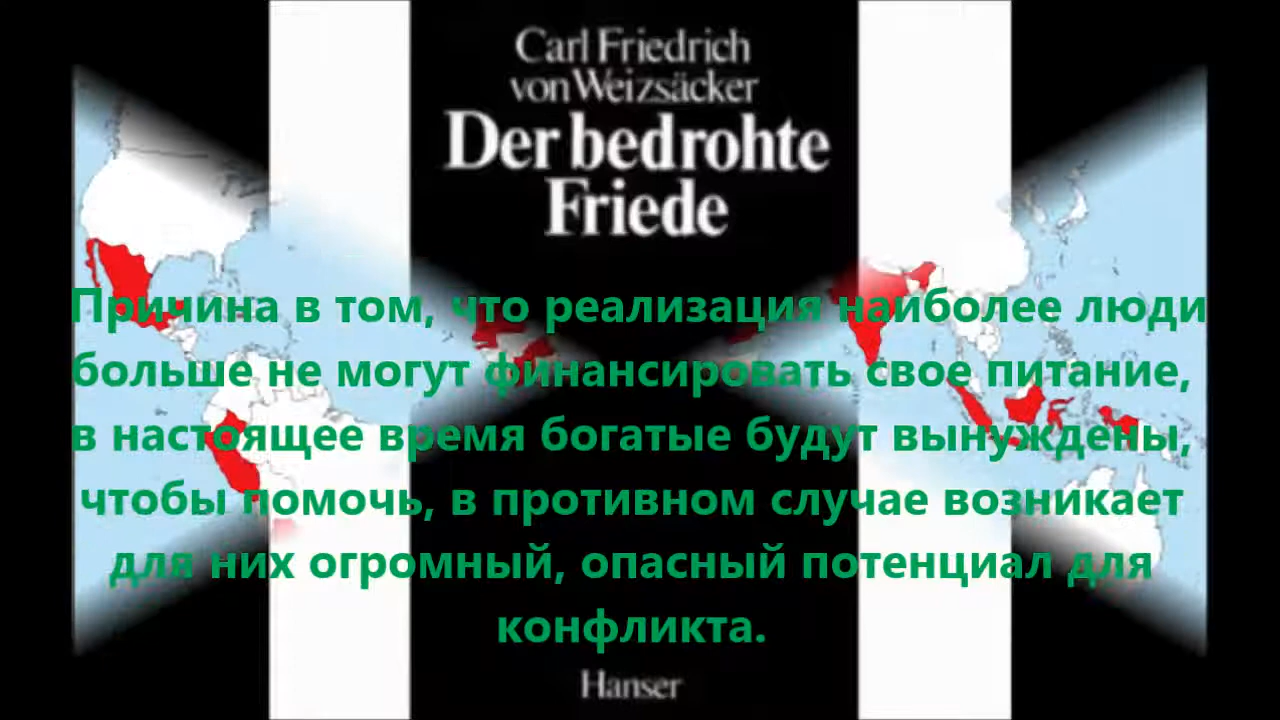 Carl Friedrich
von Weizsäcker
Der bedrohte
Friede
Причина в том, что реализация наиболее люди
больше не могут финансировать свое питание,
в настоящее время богатые будут вынуждены,
чтобы помочь, в противном случае возникает
для них огромный, опасный потенциал для
конфликта.
Hanser